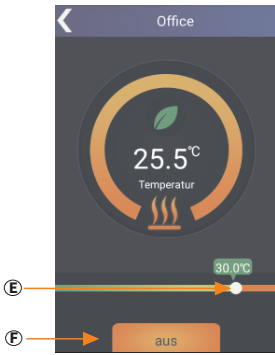 Office
25.5℃
Temperatur
30.0℃
Ⓔ
Ⓕ
aus